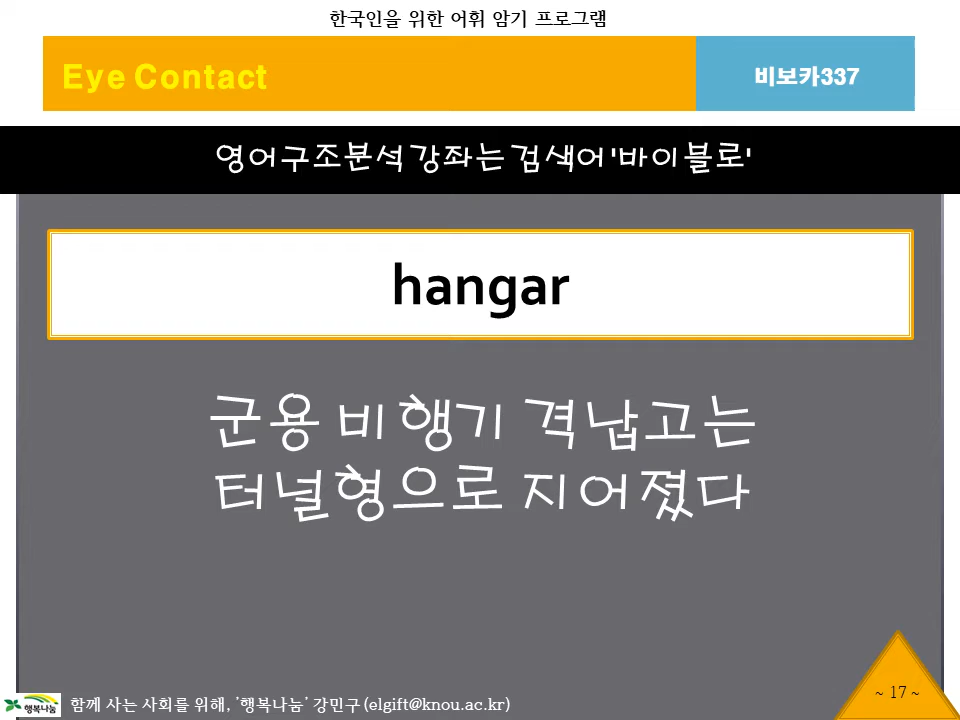 한국인을 위한 어휘 암기 프로그램
Eye Contact
비보카337
영어구조분석 강좌는 검색어 '바이블로'
hangar
군용 비행기 격납고는
터널형으로 지어졌다
행복나눔
함께 사는 사회를 위해, '행복나눔' 강민구 (elgift@knou.ac.kr)
~ 17 ~